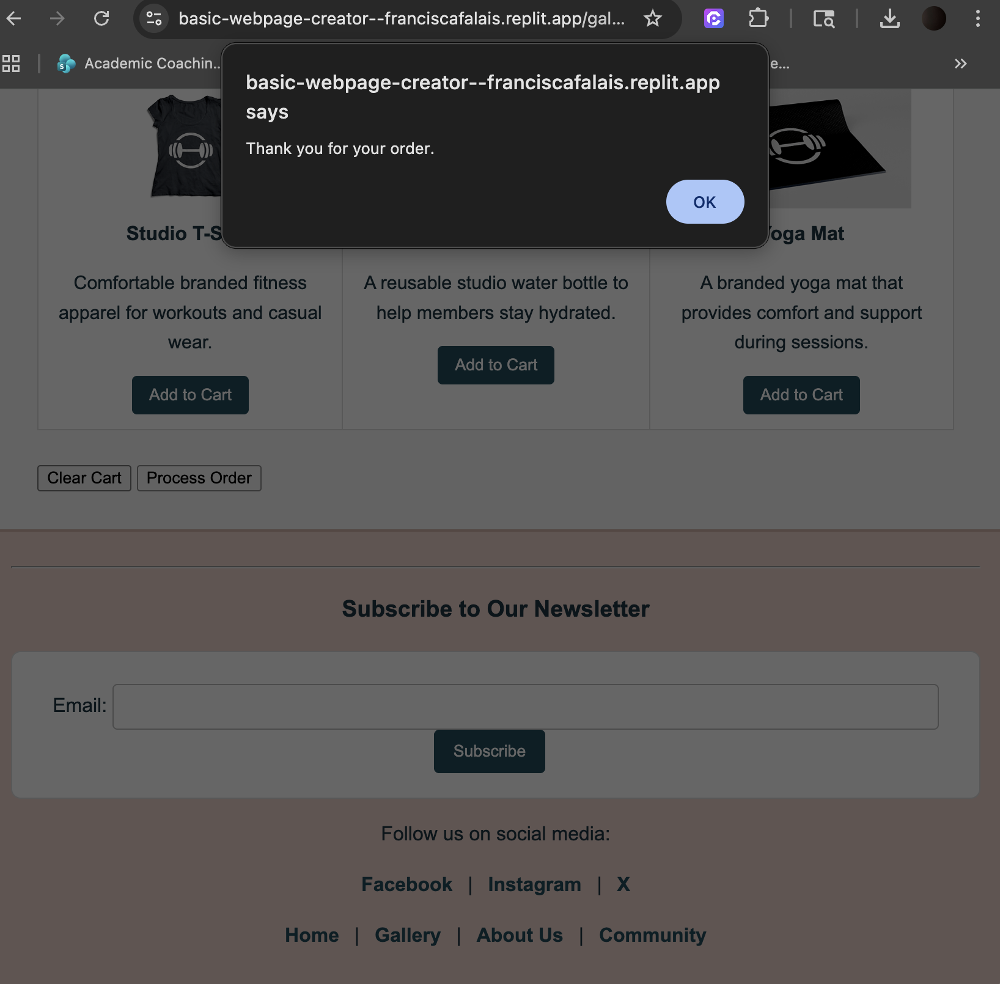 basic-webpage-creator--franciscafalais.replit.app/gal...
Academic Coachin...
e...
basic-webpage-creator--franciscafalais.replit.app
says
Thank you for your order.
OK
Studio T-S
oga Mat
Comfortable branded fitness
apparel for workouts and casual
wear.
Add to Cart
A reusable studio water bottle to
help members stay hydrated.
Add to Cart
A branded yoga mat that
provides comfort and support
during sessions.
Add to Cart
Clear Cart
Process Order
Subscribe to Our Newsletter
Email:
Subscribe
Follow us on social media:
Facebook | Instagram | X
Home | Gallery | About Us | Community